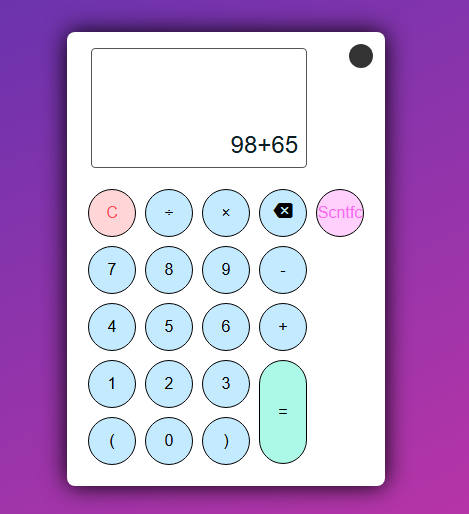 98+65
C ÷ × Scntfc
7 8 9 -
4 5 6 +
1 2 3 =
( 0 )